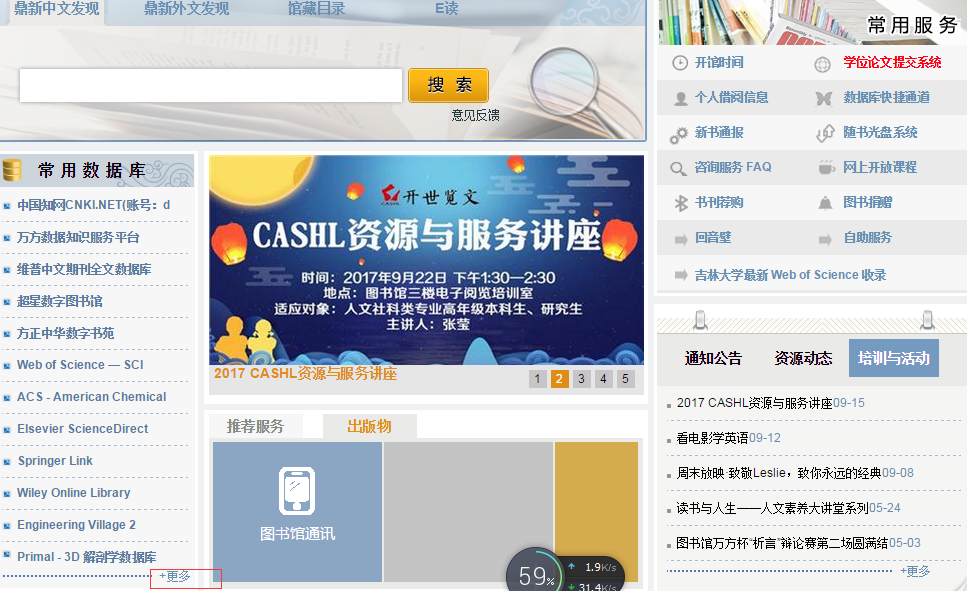 鼎新中文发现 鼎新外文发现 馆藏目录 E读
搜 索
意见反馈
常用数据库
中国知网CNKI.NET(账号：d
万方数据知识服务平台
维普中文期刊全文数据库
超星数字图书馆
方正中华数字书苑
Web of Science — SCI
ACS - American Chemical
Elsevier ScienceDirect
Springer Link
Wiley Online Library
Engineering Village 2
Primal - 3D 解剖学数据库
+更多
开世览文
CASHL资源与服务讲座
时间：2017年9月22日 下午1:30—2:30
地点：图书馆三楼电子阅览培训室
适应对象：人文社科类专业高年级本科生、研究生
主讲人：张莹
2017 CASHL资源与服务讲座
1 2 3 4 5
推荐服务 出版物
图书馆通讯
59%
1.9K/s
31.4K/s
常用服务
开馆时间 学位论文提交系统
个人借阅信息 数据库快捷通道
新书通报 随书光盘系统
咨询服务 FAQ 网上开放课程
书刊荐购 图书捐赠
回音壁 自助服务
吉林大学最新 Web of Science 收录
通知公告 资源动态 培训与活动
2017 CASHL资源与服务讲座09-15
看电影学英语09-12
周末放映·致敬Leslie，致你永远的经典09-08
读书与人生——人文素养大讲堂系列05-24
图书馆万方杯“析言”辩论赛第二场圆满结05-03
+更多